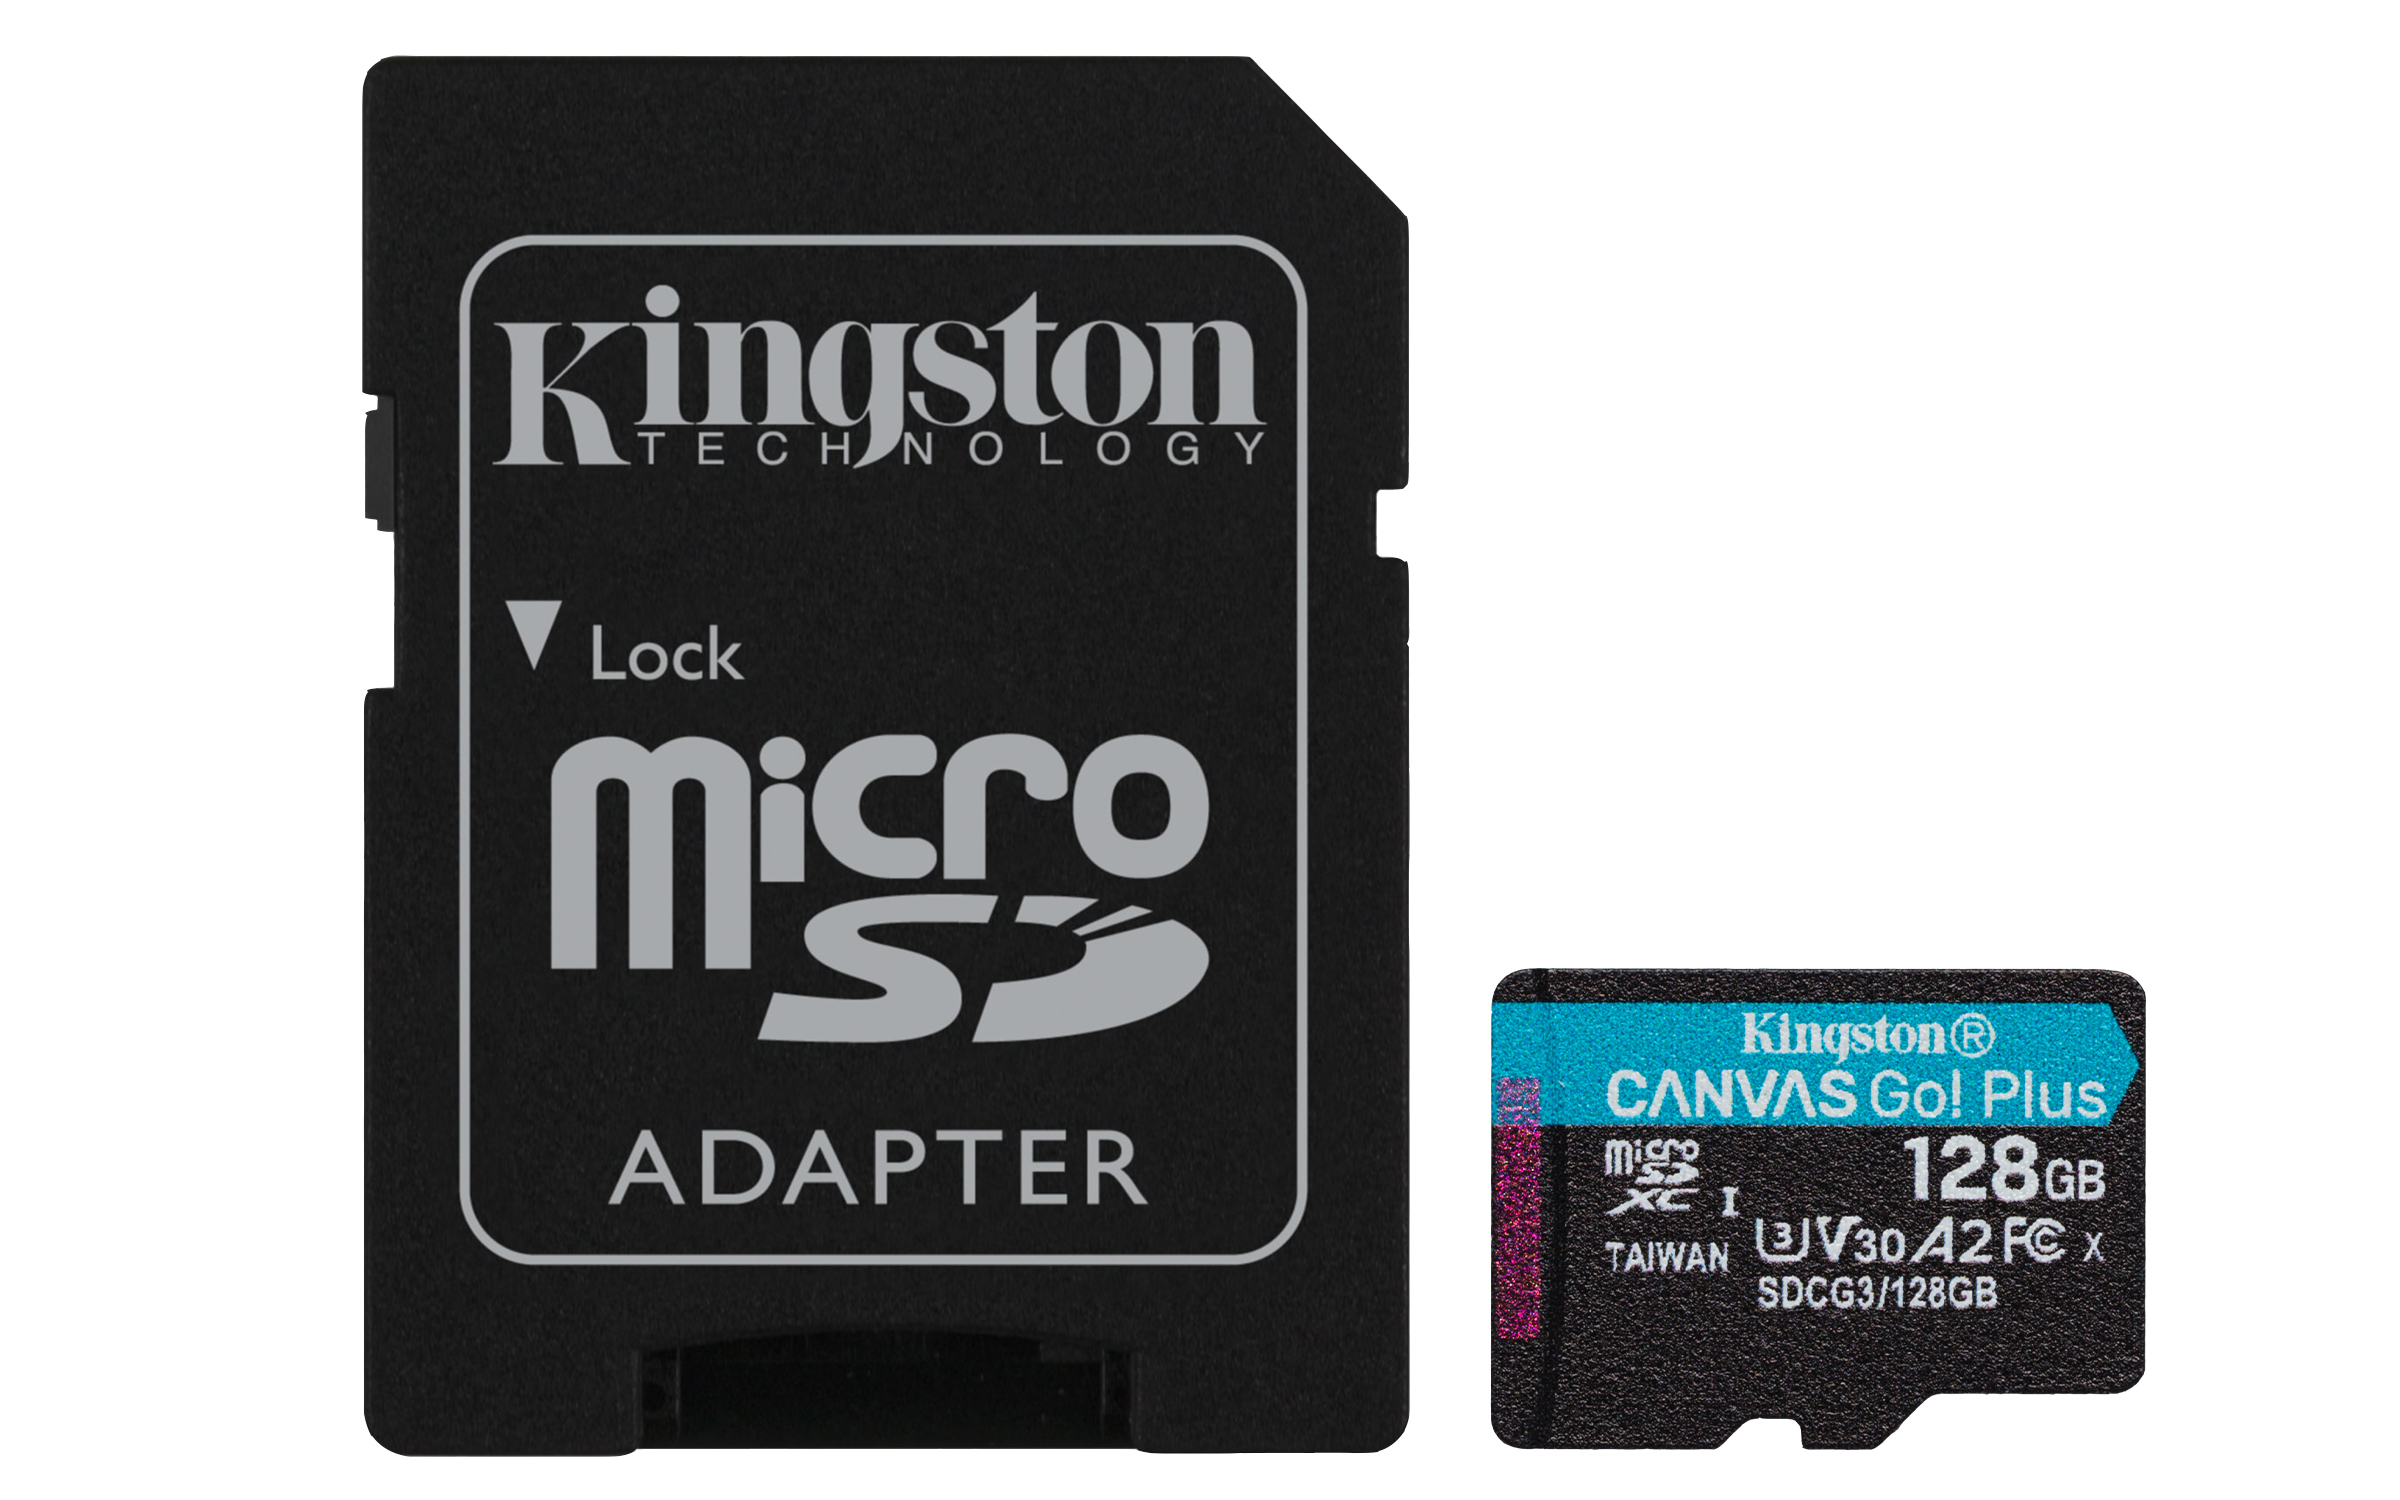 Kingston
TECHNOLOGY
Lock
micro
SD
ADAPTER
Kingston®
CANVAS Go! Plus
micro
SD
XC I
128GB
U3 V30 A2 FC X
TAIWAN
SDCG3/128GB